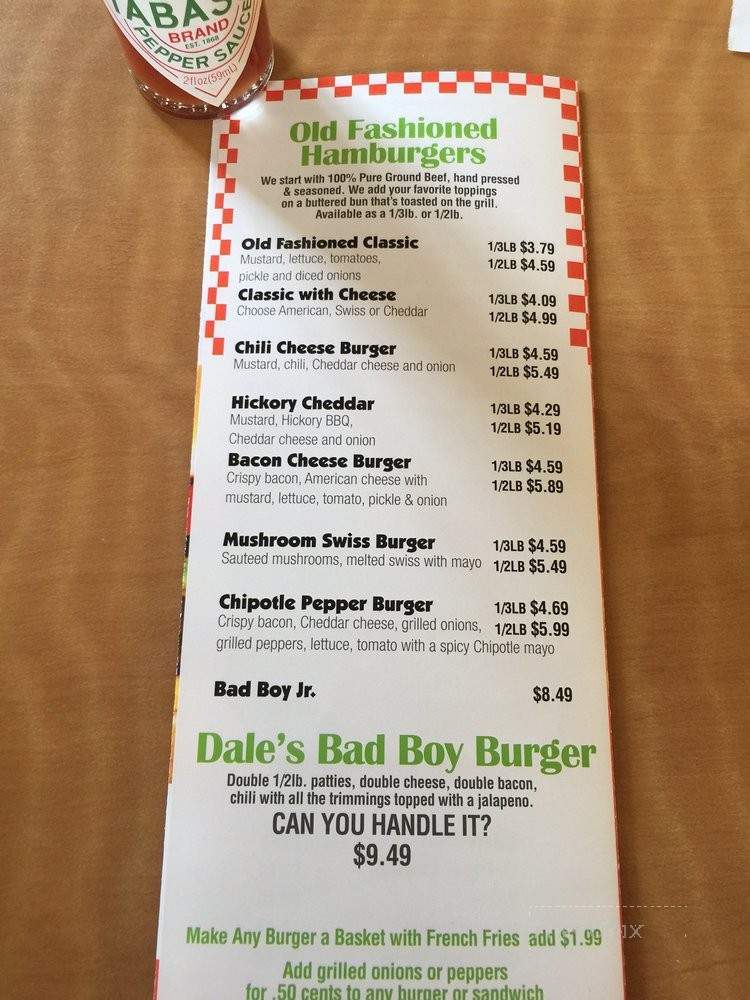 TABAS
BRAND
EST. 1868
PEPPER SAUCE
2floz(59mL)
Old Fashioned
Hamburgers
We start with 100% Pure Ground Beef, hand pressed
& seasoned. We add your favorite toppings
on a buttered bun that's toasted on the grill.
Available as a 1/3lb. or 1/2lb.
Old Fashioned Classic 1/3LB $3.79
Mustard, lettuce, tomatoes, 1/2LB $4.59
pickle and diced onions
Classic with Cheese 1/3LB $4.09
Choose American, Swiss or Cheddar 1/2LB $4.99
Chili Cheese Burger 1/3LB $4.59
Mustard, chili, Cheddar cheese and onion 1/2LB $5.49
Hickory Cheddar 1/3LB $4.29
Mustard, Hickory BBQ, 1/2LB $5.19
Cheddar cheese and onion
Bacon Cheese Burger 1/3LB $4.59
Crispy bacon, American cheese with 1/2LB $5.89
mustard, lettuce, tomato, pickle & onion
Mushroom Swiss Burger 1/3LB $4.59
Sauteed mushrooms, melted swiss with mayo 1/2LB $5.49
Chipotle Pepper Burger 1/3LB $4.69
Crispy bacon, Cheddar cheese, grilled onions, 1/2LB $5.99
grilled peppers, lettuce, tomato with a spicy Chipotle mayo
Bad Boy Jr. $8.49
Dale's Bad Boy Burger
Double 1/2lb. patties, double cheese, double bacon,
chili with all the trimmings topped with a jalapeno.
CAN YOU HANDLE IT?
$9.49
Make Any Burger a Basket with French Fries add $1.99
Add grilled onions or peppers
for .50 cents to any burger or sandwich